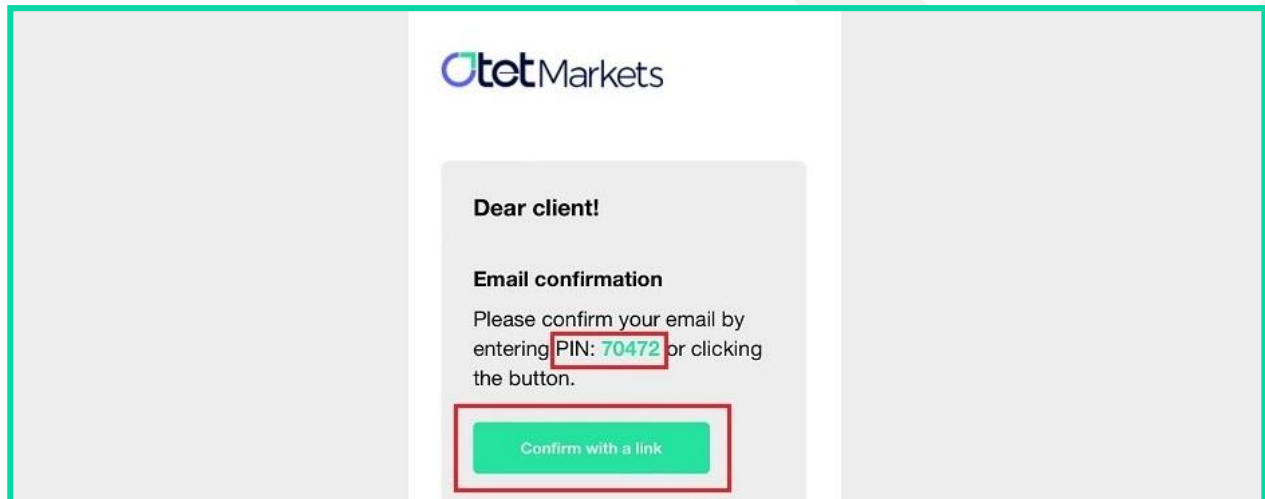 OtetMarkets
Dear client!
Email confirmation
Please confirm your email by
entering PIN: 70472 or clicking
the button.
Confirm with a link